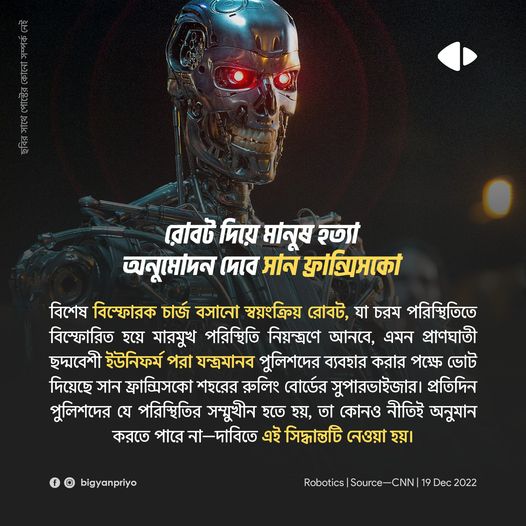 ছবির সাথে পোস্টের কোনো সম্পর্ক নেই
রোবট দিয়ে মানুষ হত্যা
অনুমোদন দেবে সান ফ্রান্সিসকো
বিশেষ বিস্ফোরক চার্জ বসানো স্বয়ংক্রিয় রোবট, যা চরম পরিস্থিতিতে
বিস্ফোরিত হয়ে মারমুখ পরিস্থিতি নিয়ন্ত্রণে আনবে, এমন প্রাণঘাতী
ছদ্মবেশী ইউনিফর্ম পরা যন্ত্রমানব পুলিশদের ব্যবহার করার পক্ষে ভোট
দিয়েছে সান ফ্রান্সিসকো শহরের রুলিং বোর্ডের সুপারভাইজার। প্রতিদিন
পুলিশদের যে পরিস্থিতির সম্মুখীন হতে হয়, তা কোনও নীতিই অনুমান
করতে পারে না—দাবিতে এই সিদ্ধান্তটি নেওয়া হয়।
bigyanpriyo
Robotics | Source—CNN | 19 Dec 2022